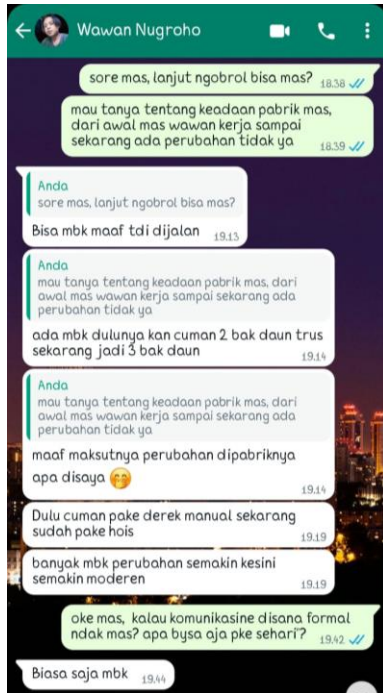 Wawan Nugroho
sore mas, lanjut ngobrol bisa mas? 18.38
mau tanya tentang keadaan pabrik mas,
dari awal mas wawan kerja sampai
sekarang ada perubahan tidak ya 18.39
Anda
sore mas, lanjut ngobrol bisa mas?
Bisa mbk maaf tdi dijalan 19.13
Anda
mau tanya tentang keadaan pabrik mas, dari
awal mas wawan kerja sampai sekarang ada
perubahan tidak ya
ada mbk dulunya kan cuman 2 bak daun trus
sekarang jadi 3 bak daun 19.14
Anda
mau tanya tentang keadaan pabrik mas, dari
awal mas wawan kerja sampai sekarang ada
perubahan tidak ya
maaf maksutnya perubahan dipabriknya
apa disaya 🤭
19.14
Dulu cuman pake derek manual sekarang
sudah pake hois 19.19
banyak mbk perubahan semakin kesini
semakin moderen 19.19
oke mas, kalau komunikasine disana formal
ndak mas? apa bysa aja pke sehari? 19.42
Biasa saja mbk 19.44